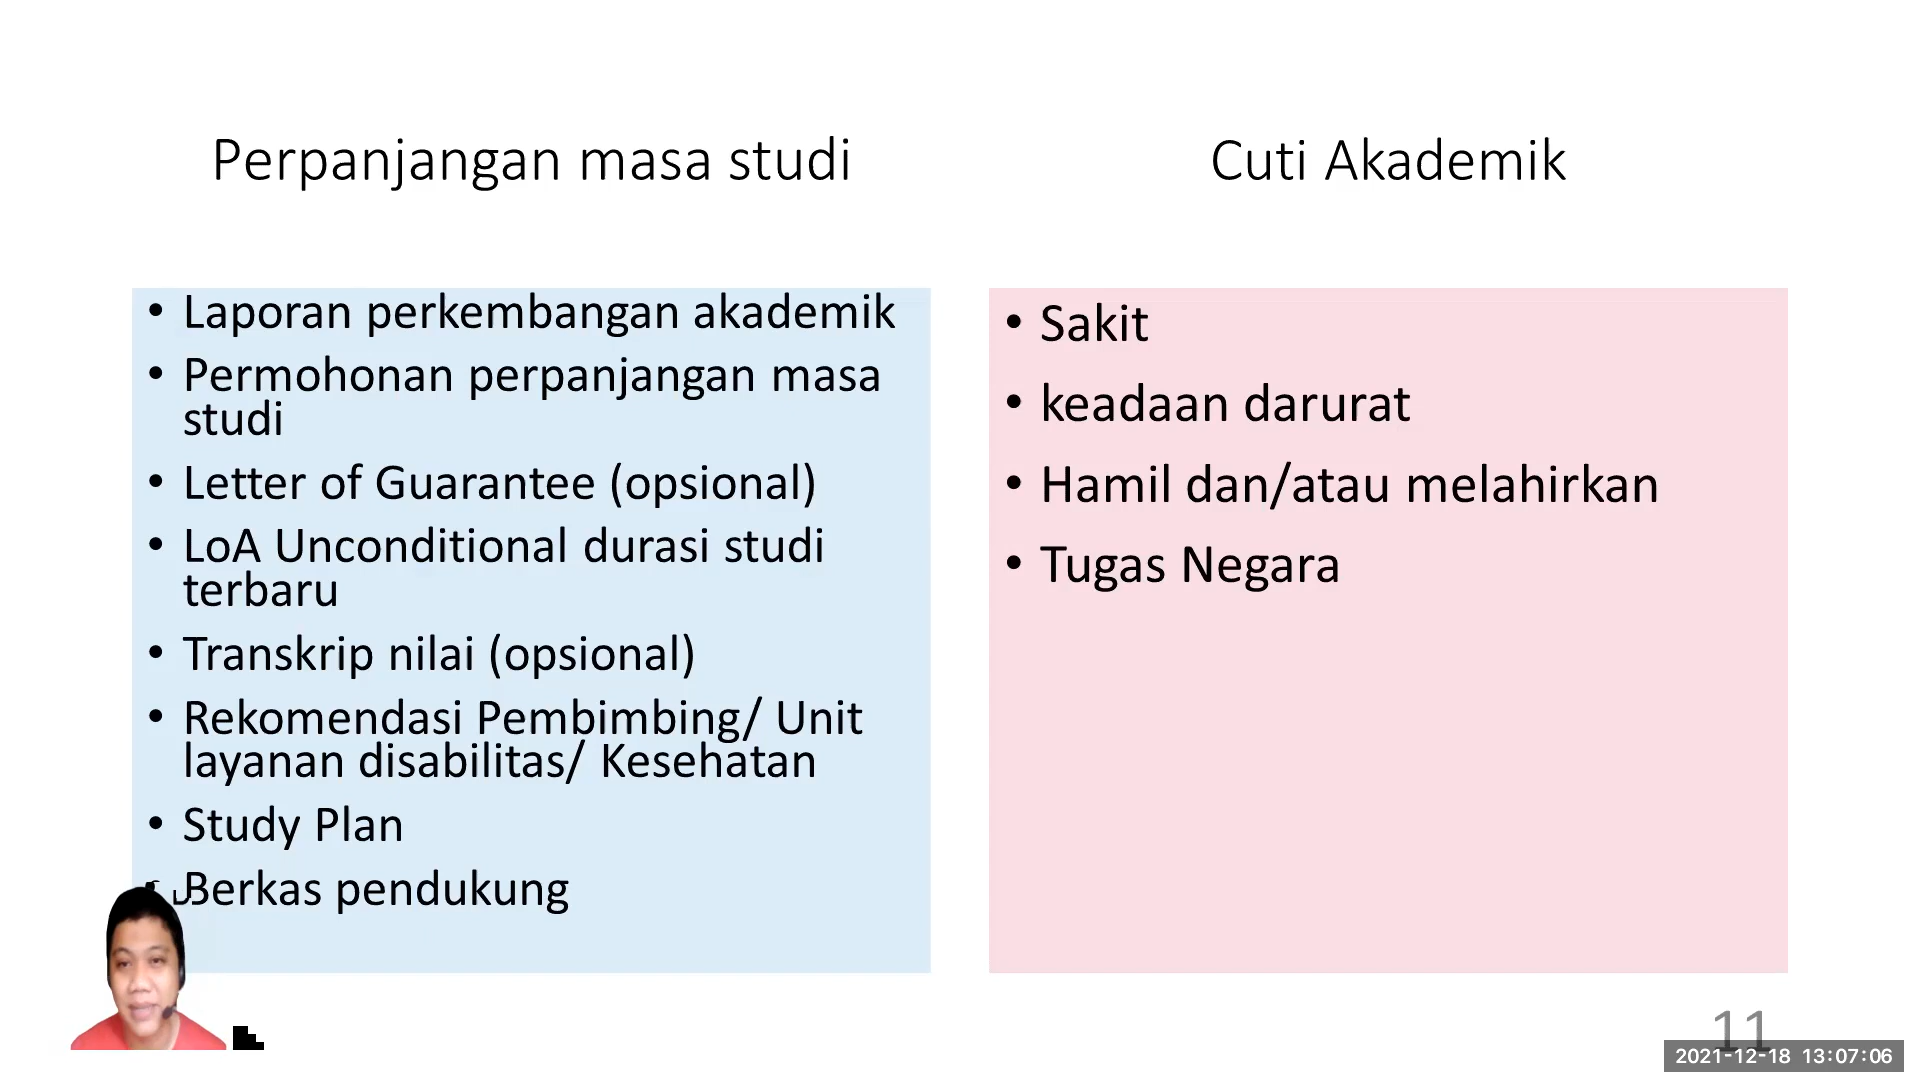 Perpanjangan masa studi
Cuti Akademik
• Laporan perkembangan akademik
• Permohonan perpanjangan masa
studi
• Letter of Guarantee (opsional)
• LoA Unconditional durasi studi
terbaru
• Transkrip nilai (opsional)
• Rekomendasi Pembimbing/ Unit
layanan disabilitas/ Kesehatan
• Study Plan
• Berkas pendukung
• Sakit
• keadaan darurat
• Hamil dan/atau melahirkan
• Tugas Negara
11
2021-12-18 13:07:06